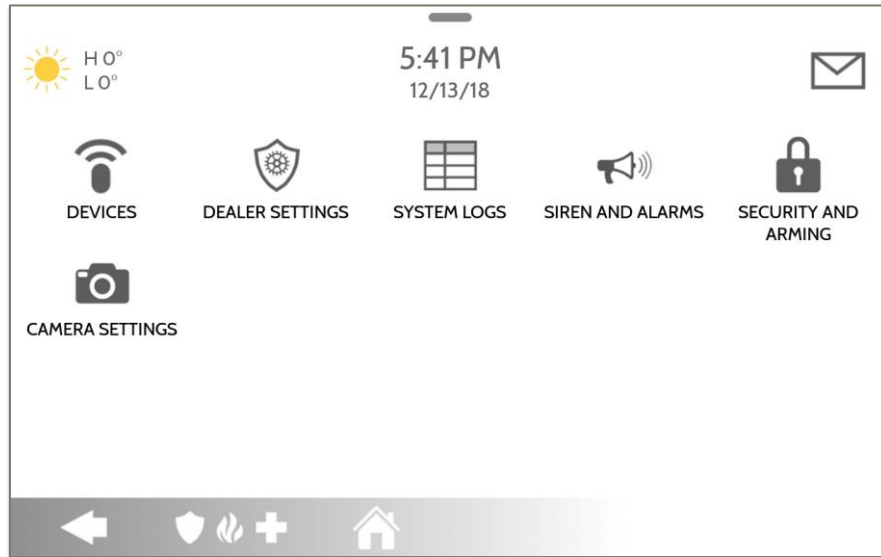 H 0°
L 0°
5:41 PM
12/13/18
DEVICES
DEALER SETTINGS
SYSTEM LOGS
SIREN AND ALARMS
SECURITY AND
ARMING
CAMERA SETTINGS